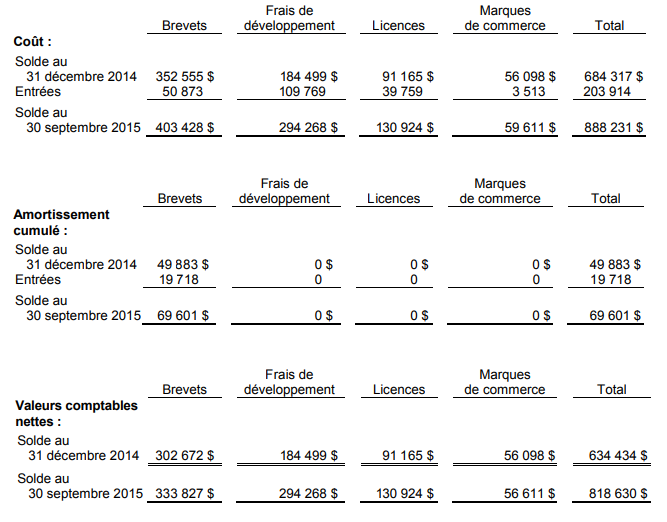 Brevets Frais de développement Licences Marques de commerce Total
Coût :
Solde au
31 décembre 2014 352 555 $ 184 499 $ 91 165 $ 56 098 $ 684 317 $
Entrées 50 873 109 769 39 759 3 513 203 914
Solde au
30 septembre 2015 403 428 $ 294 268 $ 130 924 $ 59 611 $ 888 231 $
Brevets Frais de développement Licences Marques de commerce Total
Amortissement
cumulé :
Solde au
31 décembre 2014 49 883 $ 0 $ 0 $ 0 $ 49 883 $
Entrées 19 718 0 0 0 19 718
Solde au
30 septembre 2015 69 601 $ 0 $ 0 $ 0 $ 69 601 $
Brevets Frais de développement Licences Marques de commerce Total
Valeurs comptables
nettes :
Solde au
31 décembre 2014 302 672 $ 184 499 $ 91 165 $ 56 098 $ 634 434 $
Solde au
30 septembre 2015 333 827 $ 294 268 $ 130 924 $ 56 611 $ 818 630 $